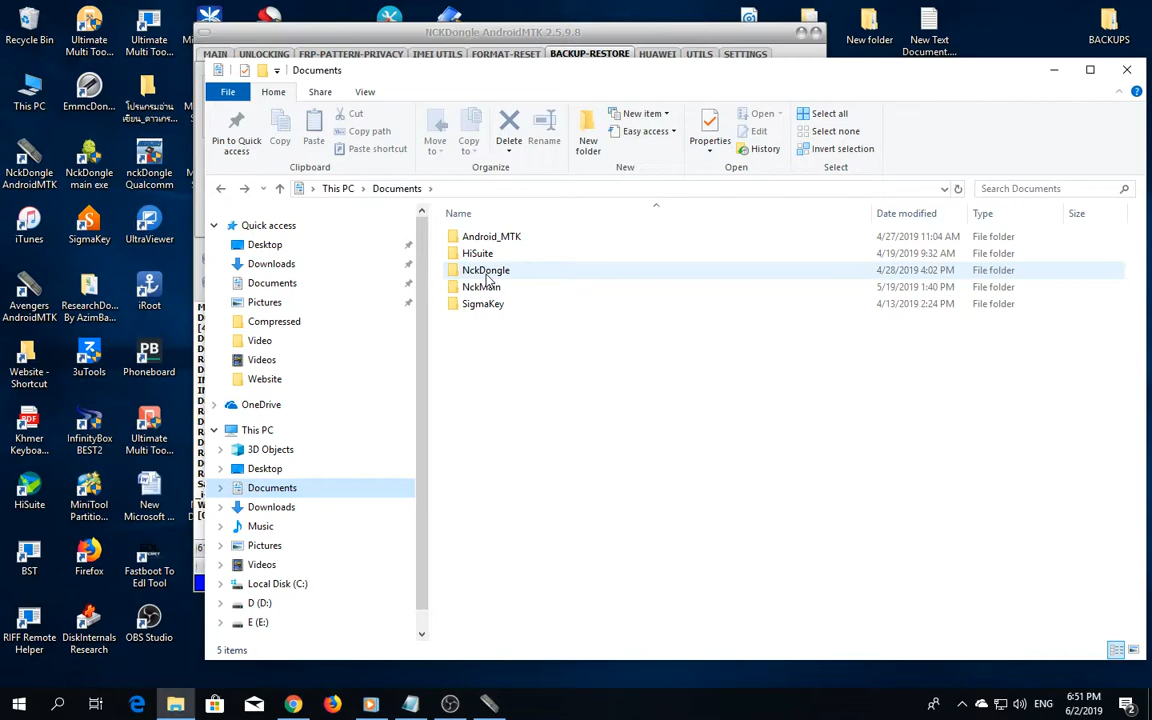 NCKDongle AndroidMTK 2.5.9.8
MAIN UNLOCKING FRP-PATTERN-PRIVACY IMEI UTILS FORMAT-RESET BACKUP-RESTORE HUAWEI UTILS SETTINGS
Documents
File Home Share View
Pin to Quick access
Copy
Paste
Cut
Copy path
Paste shortcut
Clipboard
Move to
Copy to
Delete
Rename
Organize
New folder
New item
Easy access
New
Properties
Open
Edit
History
Open
Select all
Select none
Invert selection
Select
This PC > Documents >
Search Documents
Quick access
Desktop
Downloads
Documents
Pictures
Compressed
Video
Videos
Website
OneDrive
This PC
3D Objects
Desktop
Documents
Downloads
Music
Pictures
Videos
Local Disk (C:)
D (D:)
E (E:)
Name Date modified Type Size
Android_MTK 4/27/2019 11:04 AM File folder
HiSuite 4/19/2019 9:32 AM File folder
NckDongle 4/28/2019 4:02 PM File folder
5/19/2019 1:40 PM File folder
SigmaKey 4/13/2019 2:24 PM File folder
5 items
Recycle Bin
Ultimate Multi Too...
Ultimate Multi Tool...
New folder
New Text Document....
BACKUPS
This PC
EmmcDon...
NckDongle AndroidMTK
NckDongle main exe
nckDongle Qualcomm
iTunes
SigmaKey
UltraViewer
Avengers AndroidMTK
ResearchDo... By AzimBa...
iRoot
Website - Shortcut
3uTools
PB
Phoneboard
Khmer Keyboa...
InfinityBox BEST2
Ultimate Multi Tool...
HiSuite
MiniTool Partitio...
New Microsoft ...
BST
Firefox
Fastboot To Edl Tool
RIFF Remote Helper
DiskInternals Research
OBS Studio
ENG
6:51 PM
6/2/2019
2